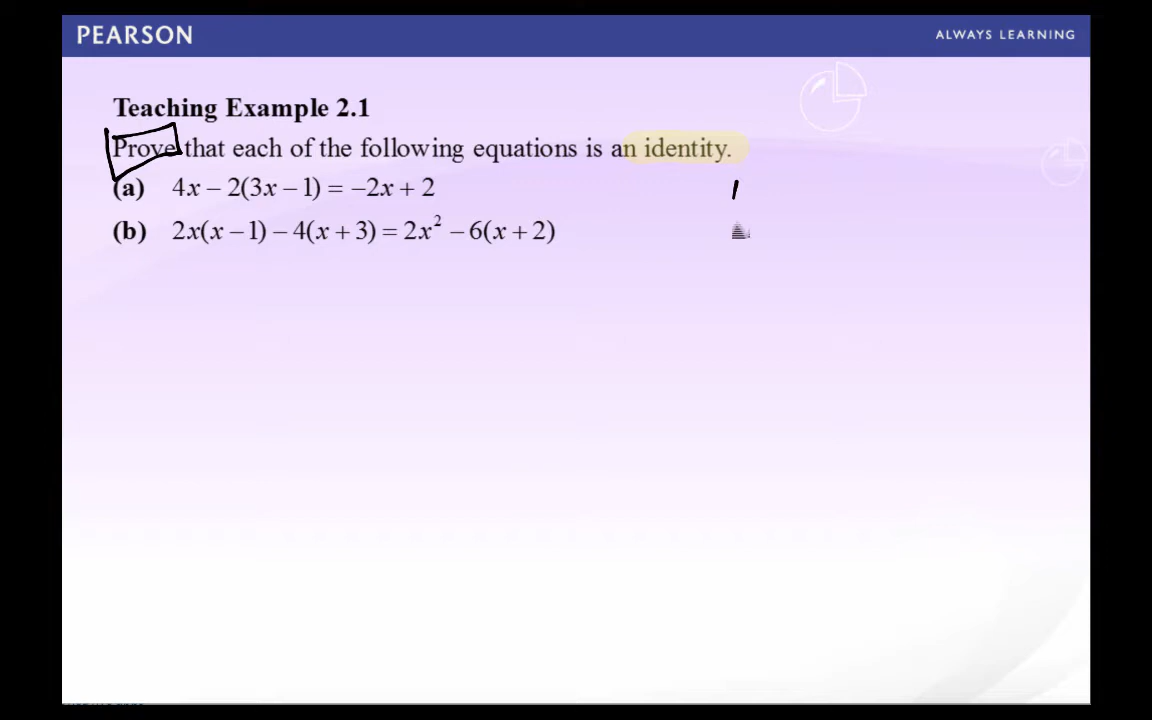 PEARSON
ALWAYS LEARNING
Teaching Example 2.1
Prove that each of the following equations is an identity.
(a) 4x − 2(3x − 1) = −2x + 2
(b) 2x(x − 1) − 4(x + 3) = 2x² − 6(x + 2)